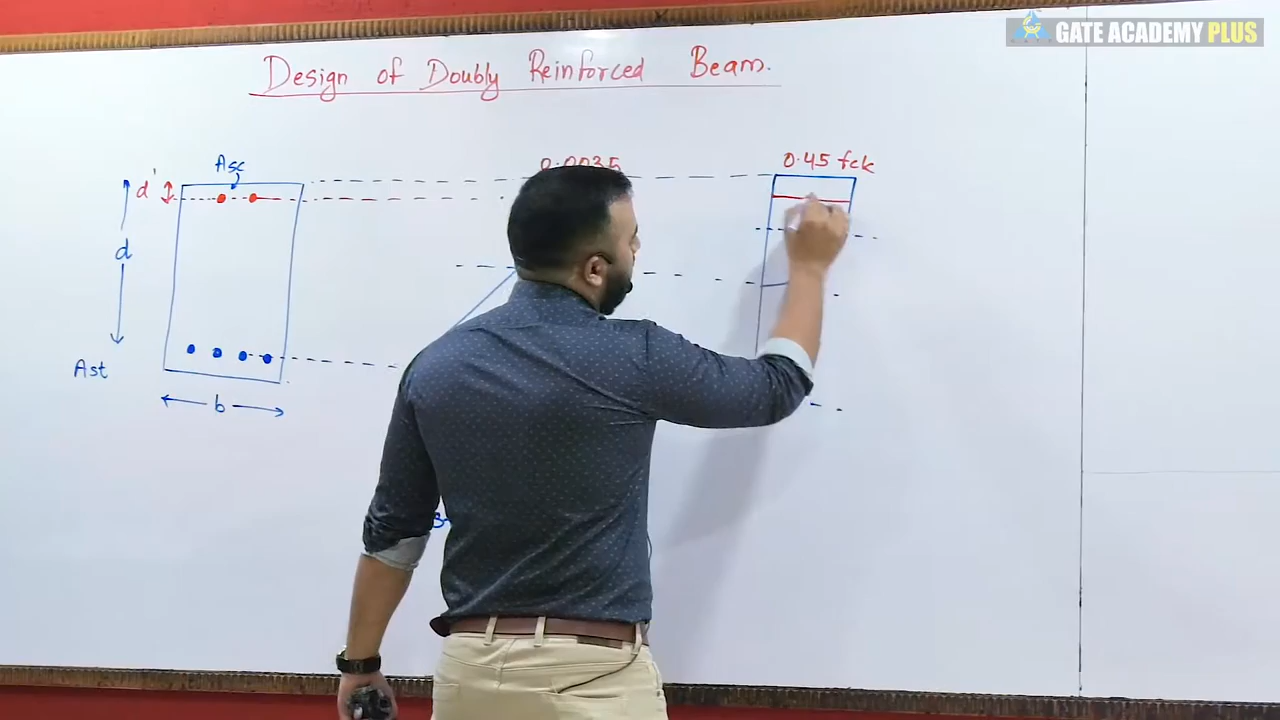 GATE ACADEMY PLUS
Design of Doubly Reinforced Beam.
Asc
0.0035
0.45 fck
d'
d
Ast
b